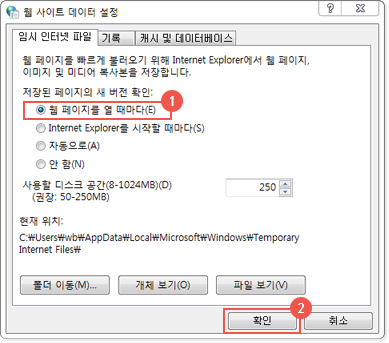 웹 사이트 데이터 설정
임시 인터넷 파일 기록 캐시 및 데이터베이스
웹 페이지를 빠르게 불러오기 위해 Internet Explorer에서 웹 페이지,
이미지 및 미디어 복사본을 저장합니다.
저장된 페이지의 새 버전 확인:
웹 페이지를 열 때마다(E)
1
Internet Explorer를 시작할 때마다(S)
자동으로(A)
안 함(N)
사용할 디스크 공간(8-1024MB)(D)
(권장: 50-250MB)
250
현재 위치:
C:₩Users₩wb₩AppData₩Local₩Microsoft₩Windows₩Temporary
Internet Files₩
폴더 이동(M)... 개체 보기(O) 파일 보기(V)
2
확인 취소